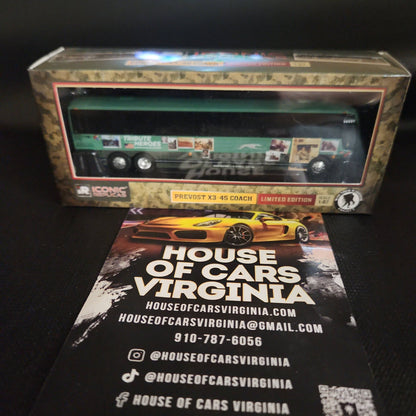 TRIBUTE
HEROES
ICONIC
REPLICAS
PREVOST X3-45 COACH
LIMITED EDITION
HOUSE
OF CARS
VIRGINIA
HOUSEOFCARSVIRGINIA.COM
HOUSEOFCARSVIRGINIA@GMAIL.COM
910-787-6056
@HOUSEOFCARSVIRGINIA
@HOUSEOFCARSVIRGINIA
HOUSE OF CARS VIRGINIA